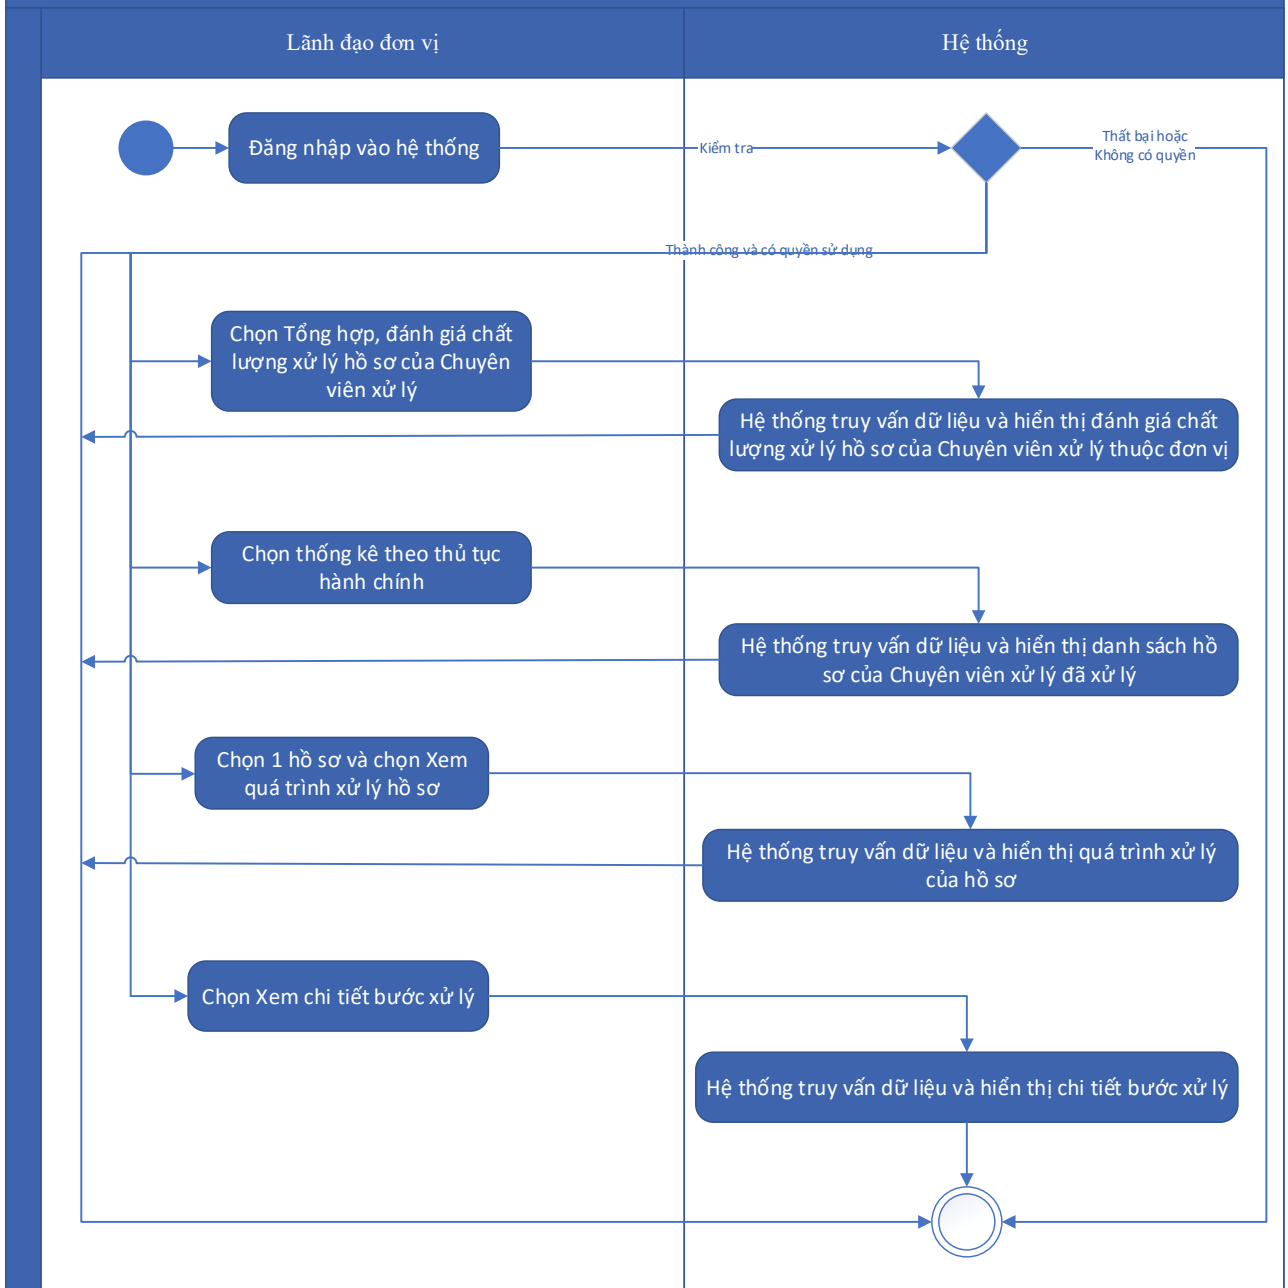 Lãnh đạo đơn vị
Hệ thống
Đăng nhập vào hệ thống
Kiểm tra
Thất bại hoặc
Không có quyền
Thành công và có quyền sử dụng
Chọn Tổng hợp, đánh giá chất
lượng xử lý hồ sơ của Chuyên
viên xử lý
Hệ thống truy vấn dữ liệu và hiển thị đánh giá chất
lượng xử lý hồ sơ của Chuyên viên xử lý thuộc đơn vị
Chọn thống kê theo thủ tục
hành chính
Hệ thống truy vấn dữ liệu và hiển thị danh sách hồ
sơ của Chuyên viên xử lý đã xử lý
Chọn 1 hồ sơ và chọn Xem
quá trình xử lý hồ sơ
Hệ thống truy vấn dữ liệu và hiển thị quá trình xử lý
của hồ sơ
Chọn Xem chi tiết bước xử lý
Hệ thống truy vấn dữ liệu và hiển thị chi tiết bước xử lý